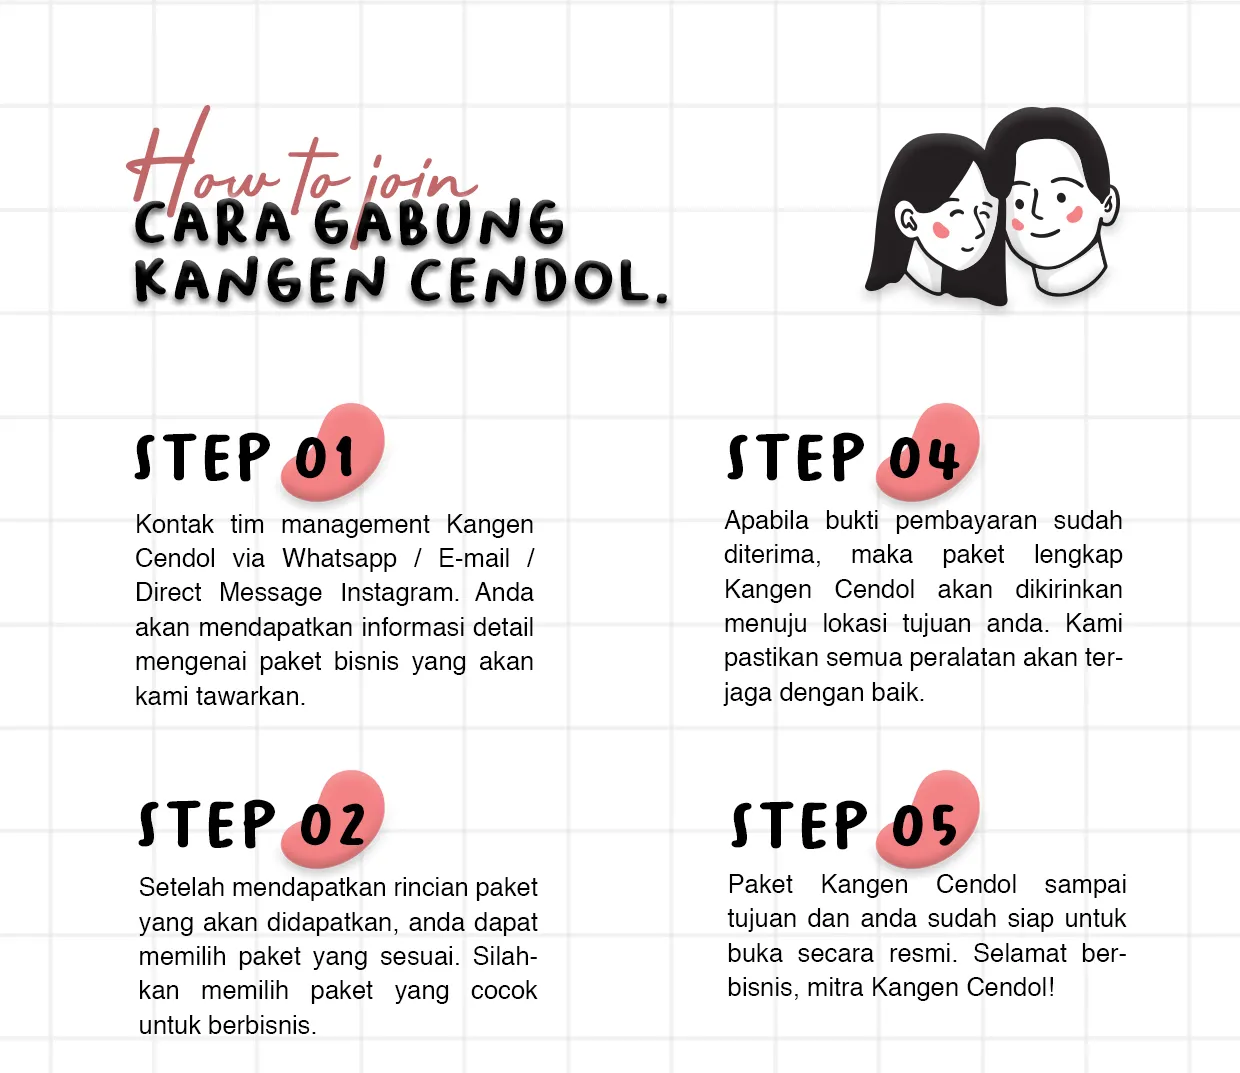 How to join
CARA GABUNG
KANGEN CENDOL.
STEP 01
Kontak tim management Kangen
Cendol via Whatsapp / E-mail /
Direct Message Instagram. Anda
akan mendapatkan informasi detail
mengenai paket bisnis yang akan
kami tawarkan.
STEP 02
Setelah mendapatkan rincian paket
yang akan didapatkan, anda dapat
memilih paket yang sesuai. Silah-
kan memilih paket yang cocok
untuk berbisnis.
STEP 04
Apabila bukti pembayaran sudah
diterima, maka paket lengkap
Kangen Cendol akan dikirinkan
menuju lokasi tujuan anda. Kami
pastikan semua peralatan akan ter-
jaga dengan baik.
STEP 05
Paket Kangen Cendol sampai
tujuan dan anda sudah siap untuk
buka secara resmi. Selamat ber-
bisnis, mitra Kangen Cendol!